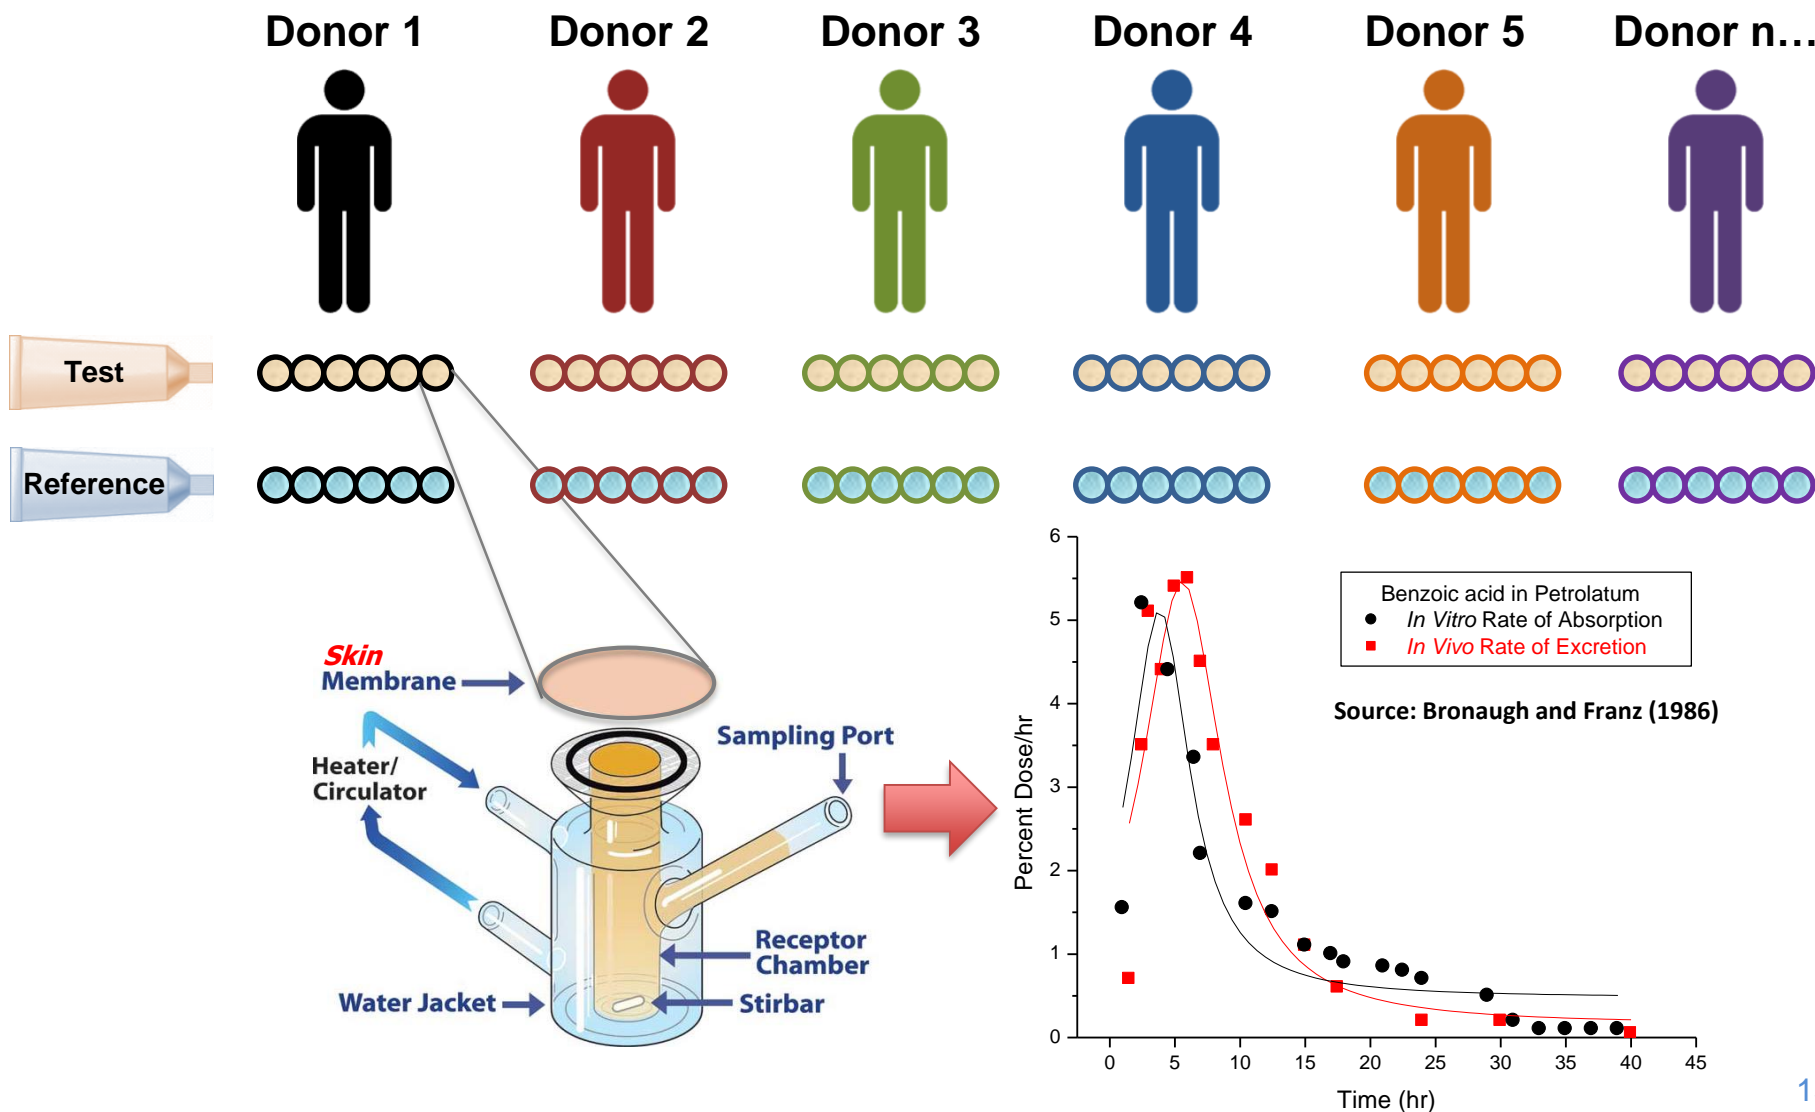 Donor 1
Donor 2
Donor 3
Donor 4
Donor 5
Donor n…
Test
Reference
Skin
Membrane
Sampling Port
Heater/
Circulator
Receptor
Chamber
Water Jacket
Stirbar
6
5
4
3
2
1
0
Percent Dose/hr
Benzoic acid in Petrolatum
In Vitro Rate of Absorption
In Vivo Rate of Excretion
Source: Bronaugh and Franz (1986)
0 5 10 15 20 25 30 35 40 45
Time (hr)
1